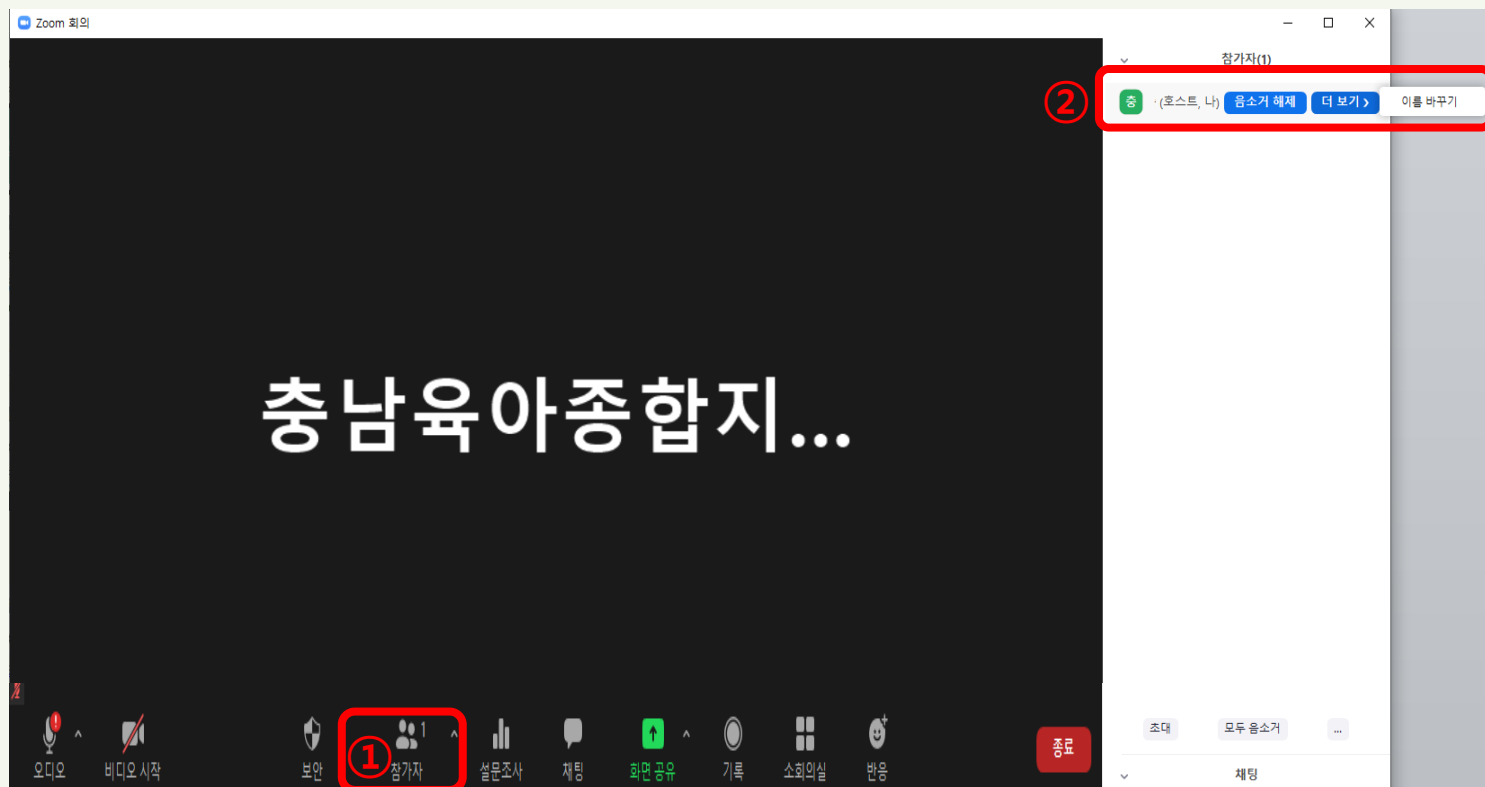 Zoom 회의
참가자(1)
②
충 (호스트, 나) 음소거 해제 더 보기 이름 바꾸기
충남육아종합지...
1
①
오디오 비디오 시작 보안 참가자 설문조사 채팅 화면 공유 기록 소회의실 반응
종료
초대 모두 음소거 ...
채팅